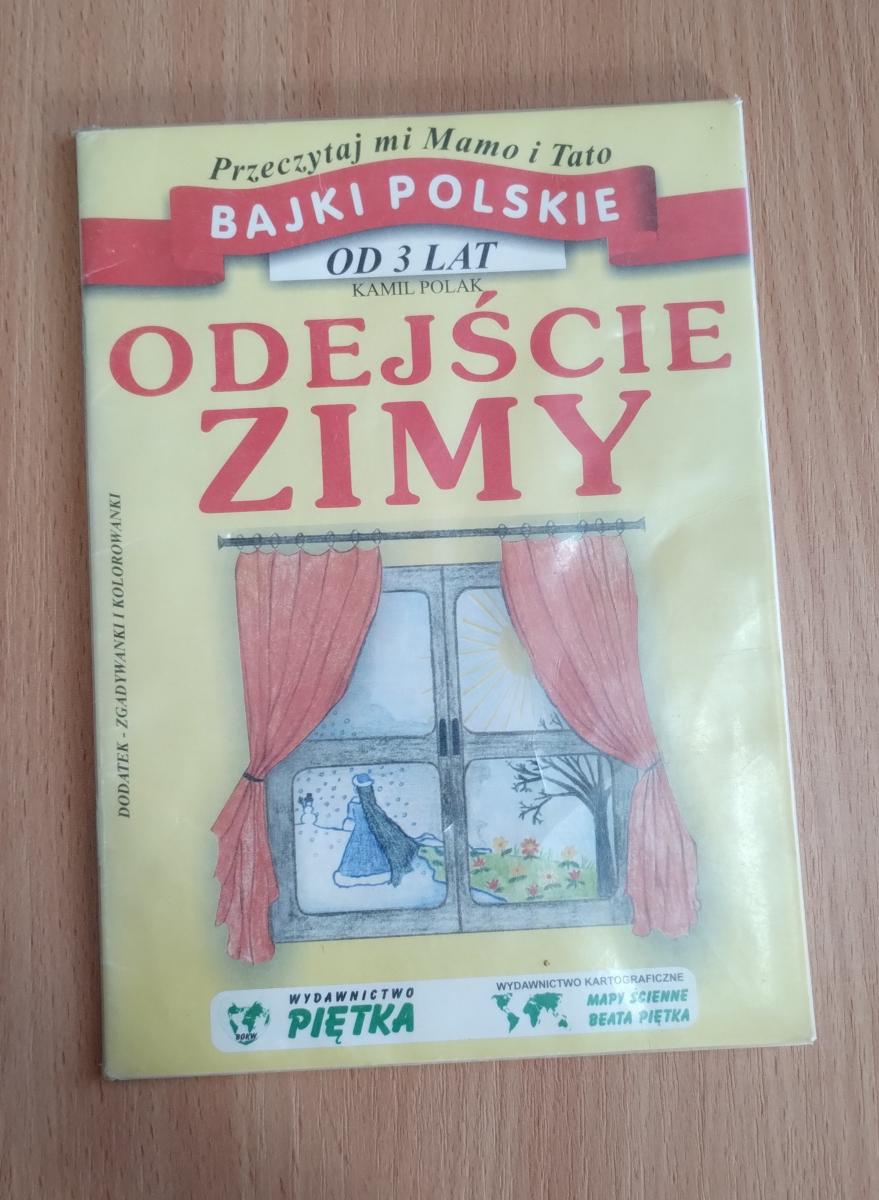 Przeczytaj mi Mamo i Tato
BAJKI POLSKIE
OD 3 LAT
KAMIL POLAK
ODEJŚCIE
ZIMY
DODATEK - ZGADYWANKI I KOLOROWANKI
BGKW
WYDAWNICTWO
PIĘTKA
WYDAWNICTWO KARTOGRAFICZNE
MAPY ŚCIENNE
BEATA PIĘTKA